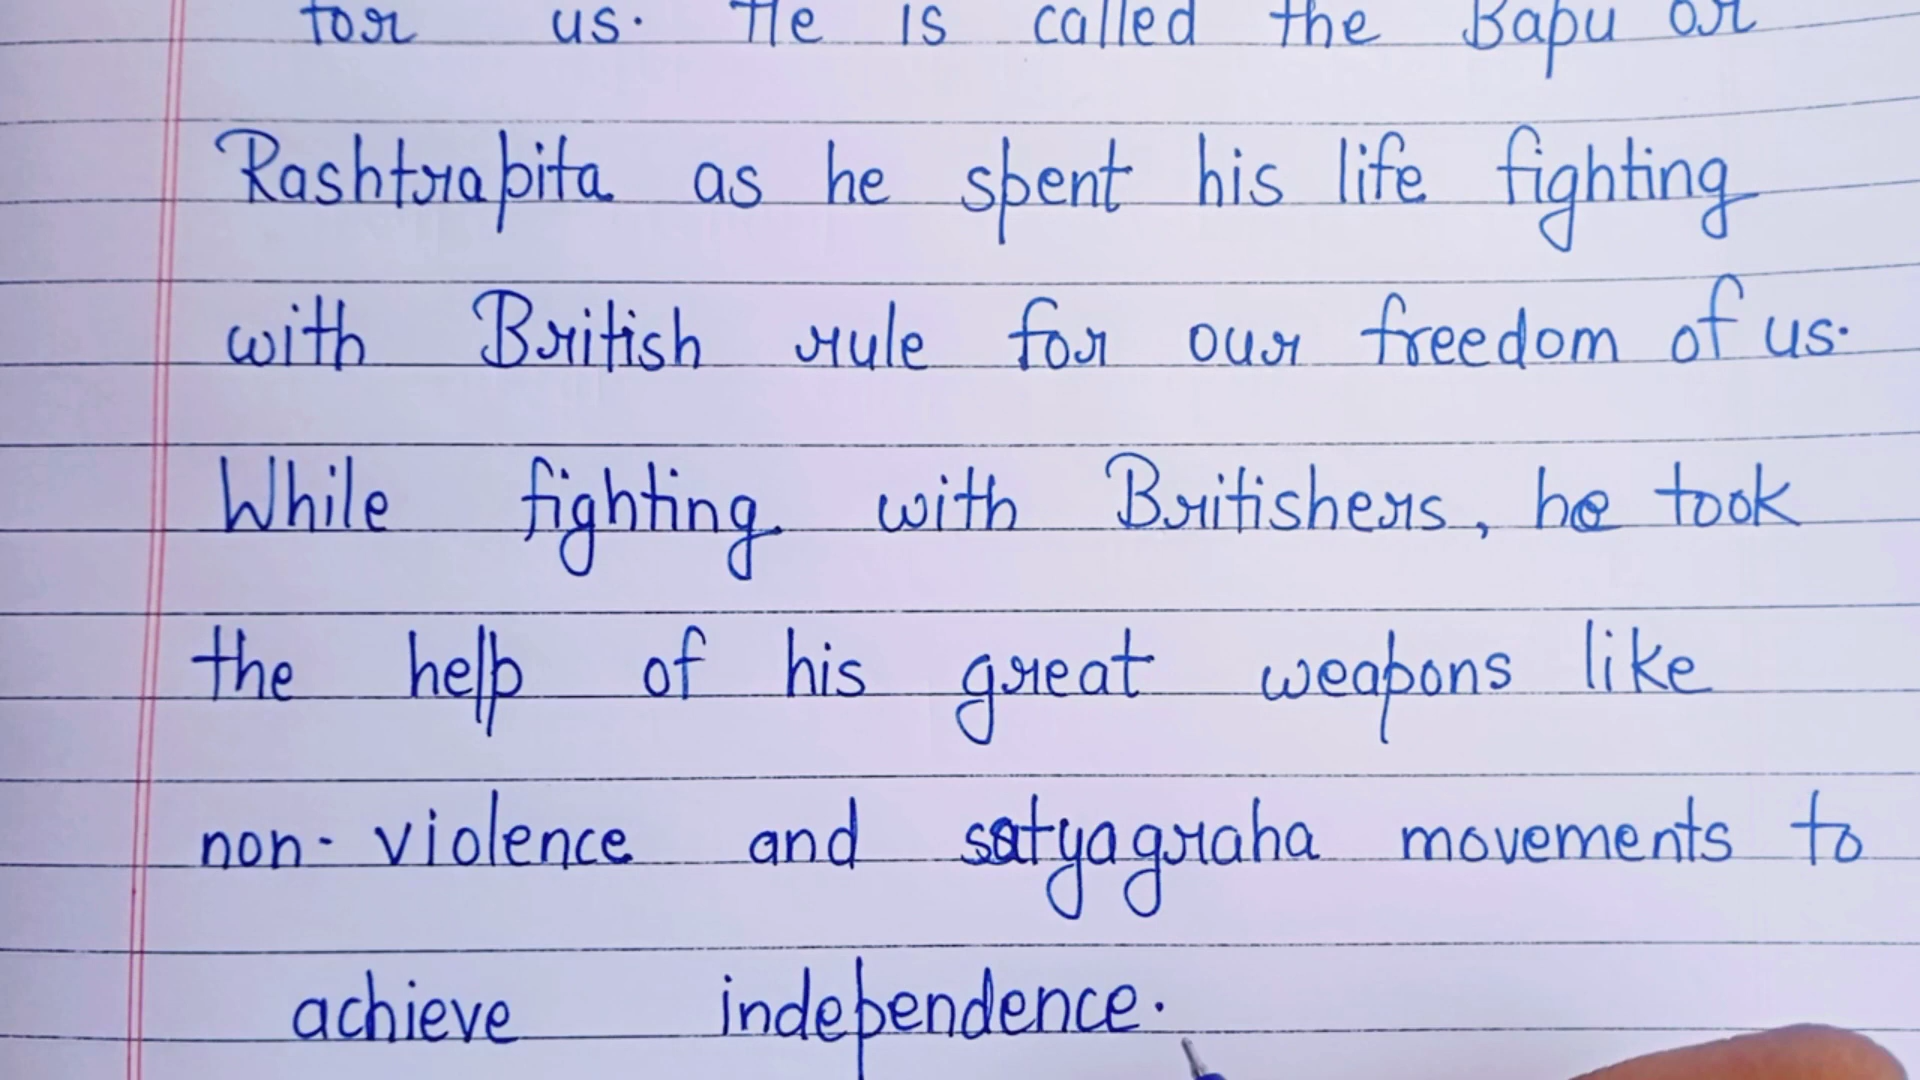 for us. He is called the Bapu or
Rashtrapita as he spent his life fighting
with British rule for our freedom of us.
While fighting with Britishers, he took
the help of his great weapons like
non-violence and satyagraha movements to
achieve independence.